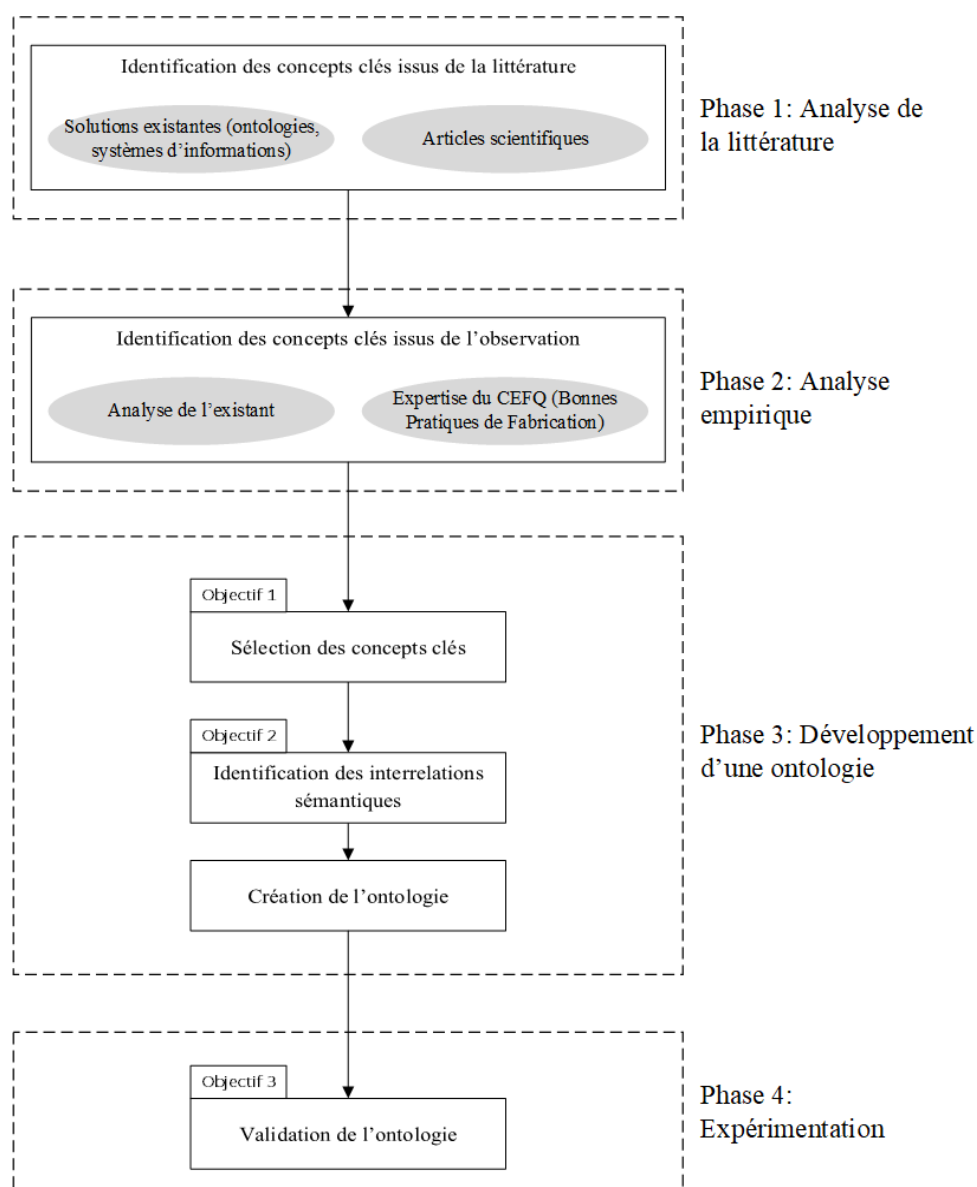 Identification des concepts clés issus de la littérature
Solutions existantes (ontologies,
systèmes d'informations)
Articles scientifiques
Phase 1: Analyse de
la littérature
Identification des concepts clés issus de l'observation
Analyse de l'existant
Expertise du CEFQ (Bonnes
Pratiques de Fabrication)
Phase 2: Analyse
empirique
Objectif 1
Sélection des concepts clés
Objectif 2
Identification des interrelations
sémantiques
Création de l'ontologie
Phase 3: Développement
d'une ontologie
Objectif 3
Validation de l'ontologie
Phase 4:
Expérimentation